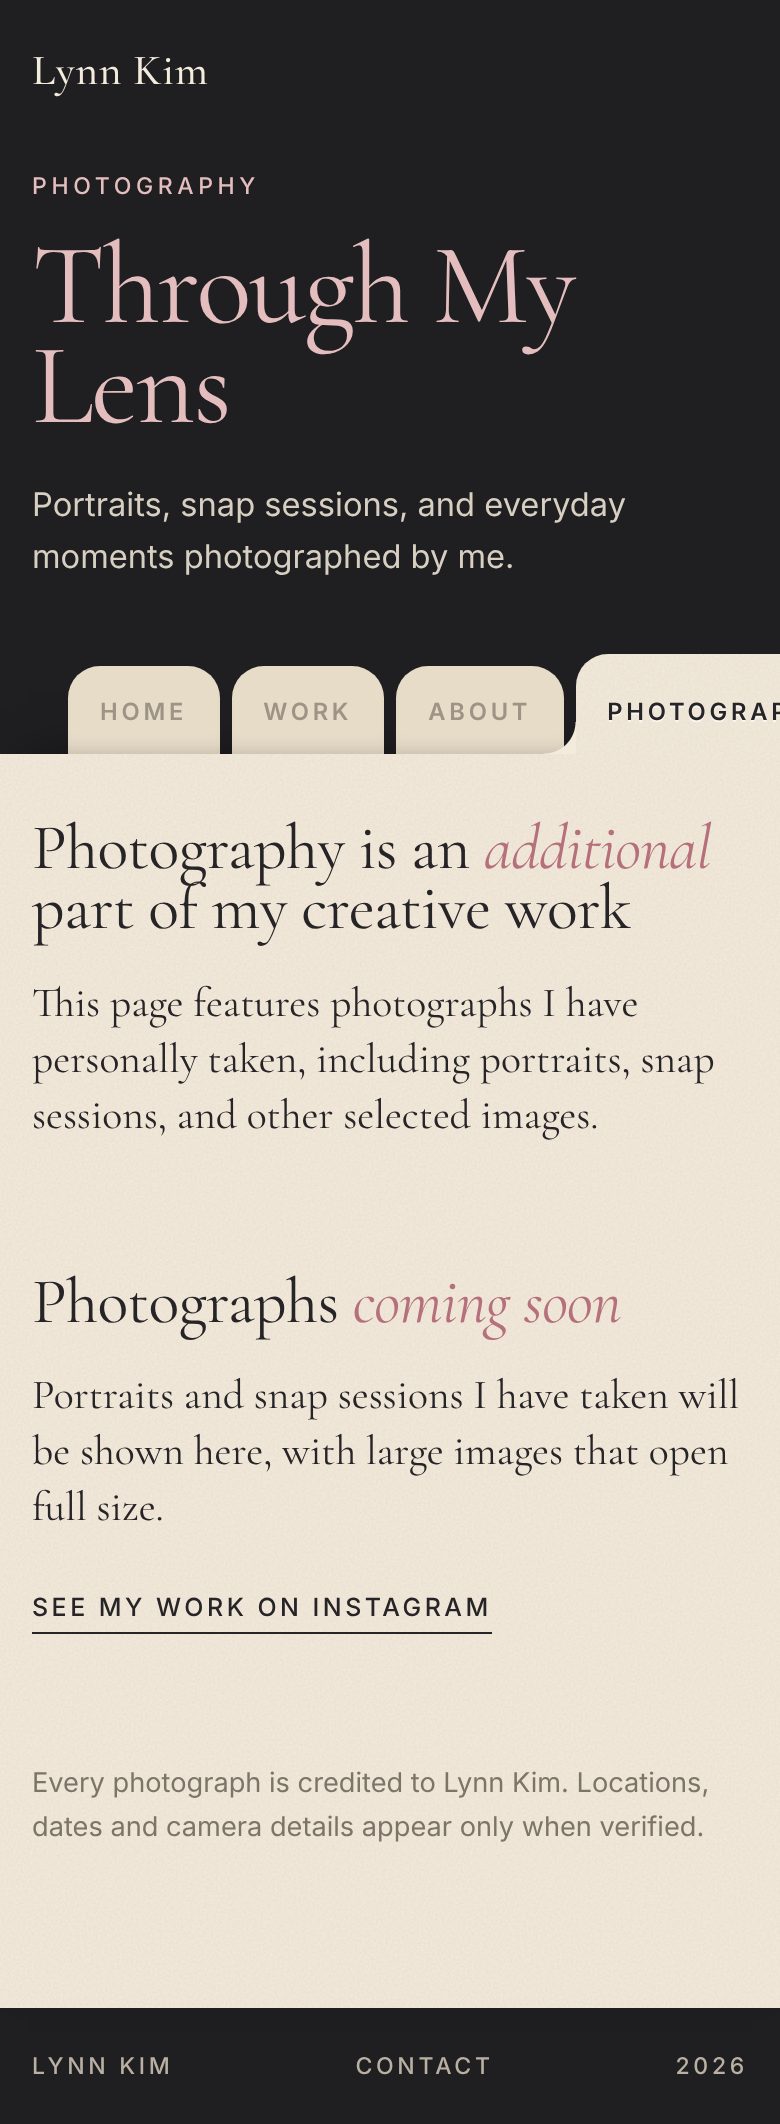 Lynn Kim
PHOTOGRAPHY
Through My
Lens
Portraits, snap sessions, and everyday
moments photographed by me.
HOME WORK ABOUT PHOTOGRAP
Photography is an additional
part of my creative work
This page features photographs I have
personally taken, including portraits, snap
sessions, and other selected images.
Photographs coming soon
Portraits and snap sessions I have taken will
be shown here, with large images that open
full size.
SEE MY WORK ON INSTAGRAM
Every photograph is credited to Lynn Kim. Locations,
dates and camera details appear only when verified.
LYNN KIM CONTACT 2026